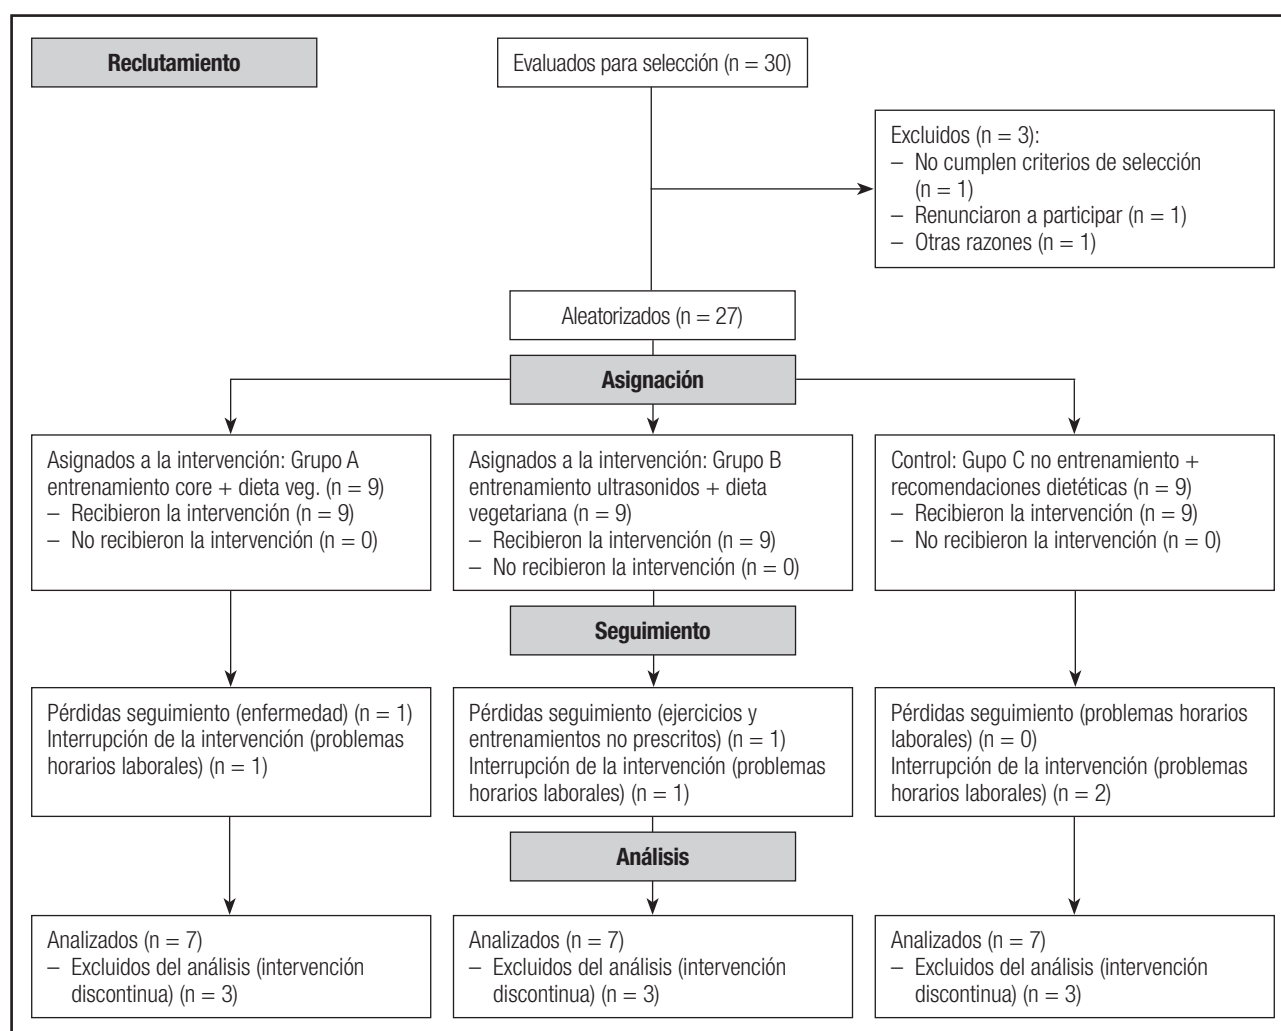 Reclutamiento
Evaluados para selección (n = 30)
Excluidos (n = 3):
– No cumplen criterios de selección
(n = 1)
– Renunciaron a participar (n = 1)
– Otras razones (n = 1)
Aleatorizados (n = 27)
Asignación
Asignados a la intervención: Grupo A
entrenamiento core + dieta veg. (n = 9)
– Recibieron la intervención (n = 9)
– No recibieron la intervención (n = 0)
Asignados a la intervención: Grupo B
entrenamiento ultrasonidos + dieta
vegetariana (n = 9)
– Recibieron la intervención (n = 9)
– No recibieron la intervención (n = 0)
Control: Gupo C no entrenamiento +
recomendaciones dietéticas (n = 9)
– Recibieron la intervención (n = 9)
– No recibieron la intervención (n = 0)
Seguimiento
Pérdidas seguimiento (enfermedad) (n = 1)
Interrupción de la intervención (problemas
horarios laborales) (n = 1)
Pérdidas seguimiento (ejercicios y
entrenamientos no prescritos) (n = 1)
Interrupción de la intervención (problemas
horarios laborales) (n = 1)
Pérdidas seguimiento (problemas horarios
laborales) (n = 0)
Interrupción de la intervención (problemas
horarios laborales) (n = 2)
Análisis
Analizados (n = 7)
– Excluidos del análisis (intervención
discontinua) (n = 3)
Analizados (n = 7)
– Excluidos del análisis (intervención
discontinua) (n = 3)
Analizados (n = 7)
– Excluidos del análisis (intervención
discontinua) (n = 3)